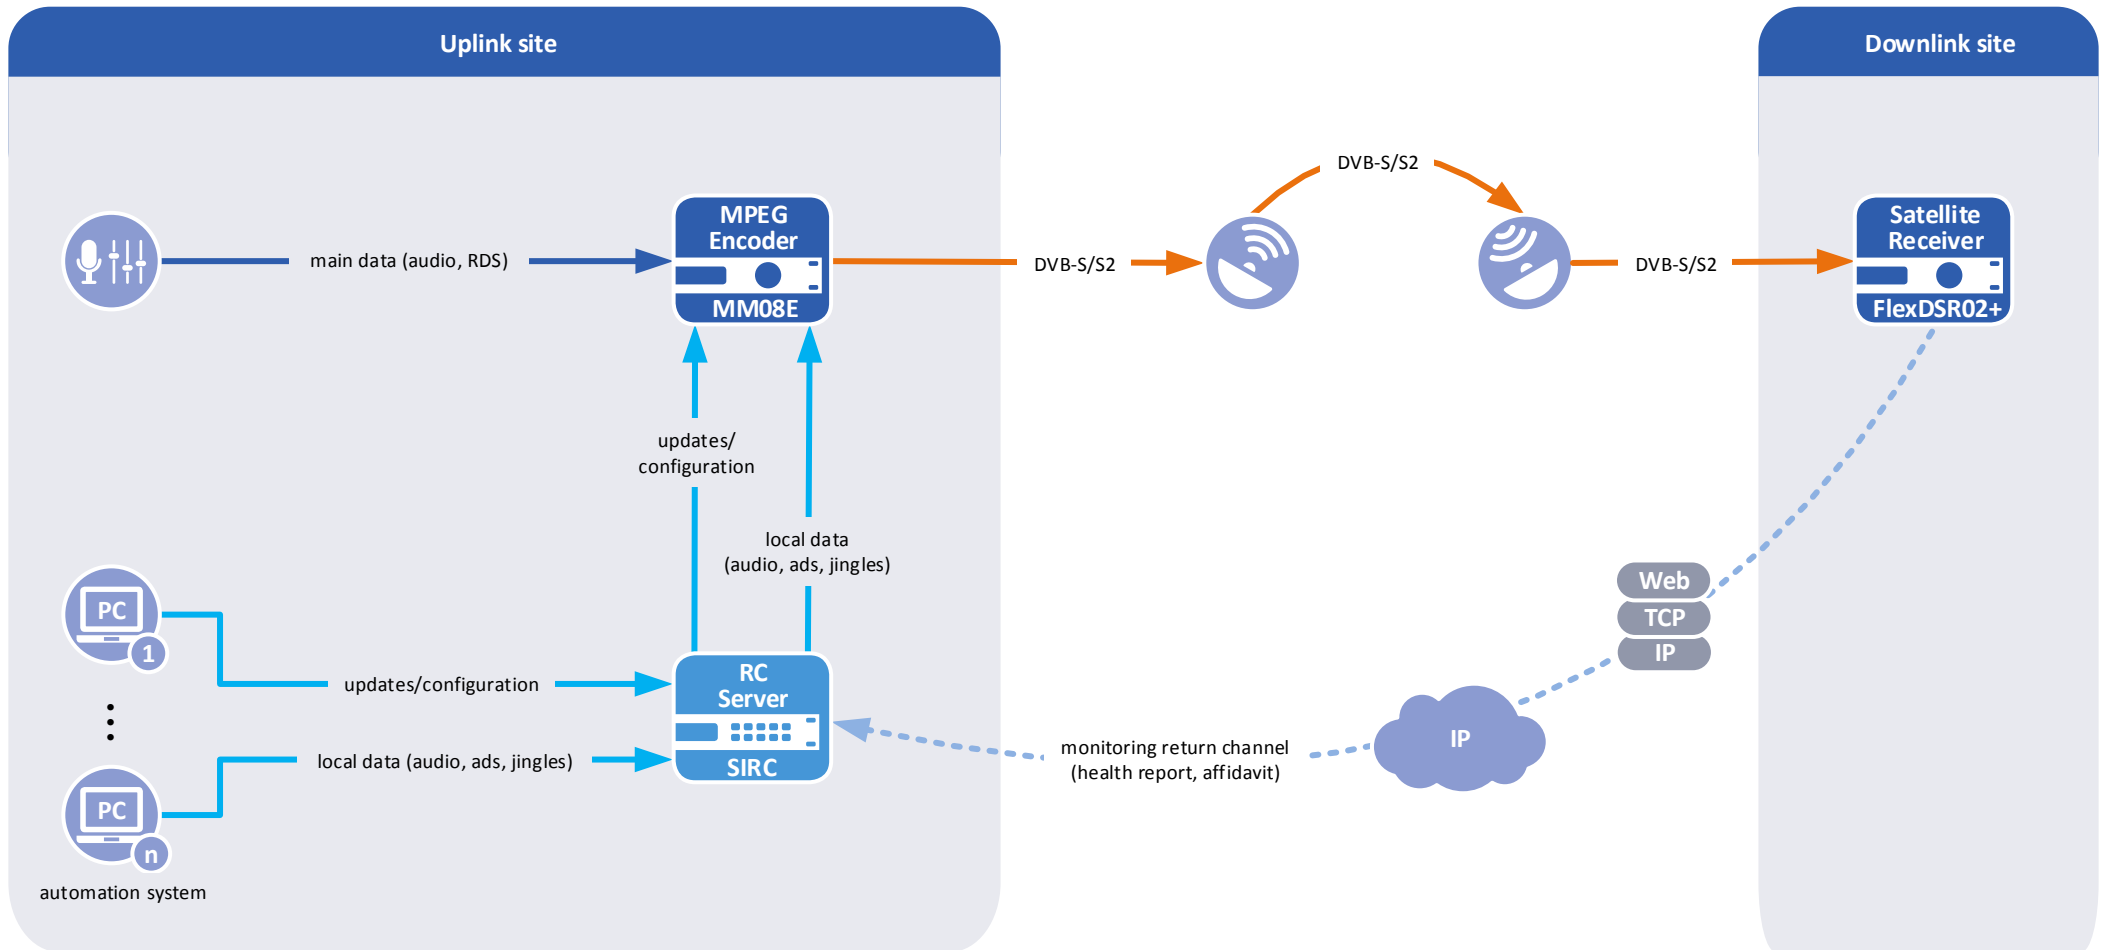 Uplink site
Downlink site
DVB-S/S2
MPEG
Encoder
MM08E
main data (audio, RDS)
DVB-S/S2
DVB-S/S2
Satellite
Receiver
FlexDSR02+
updates/
configuration
local data
(audio, ads, jingles)
PC
1
updates/configuration
RC
Server
SIRC
local data (audio, ads, jingles)
PC
n
automation system
monitoring return channel
(health report, affidavit)
IP
Web
TCP
IP